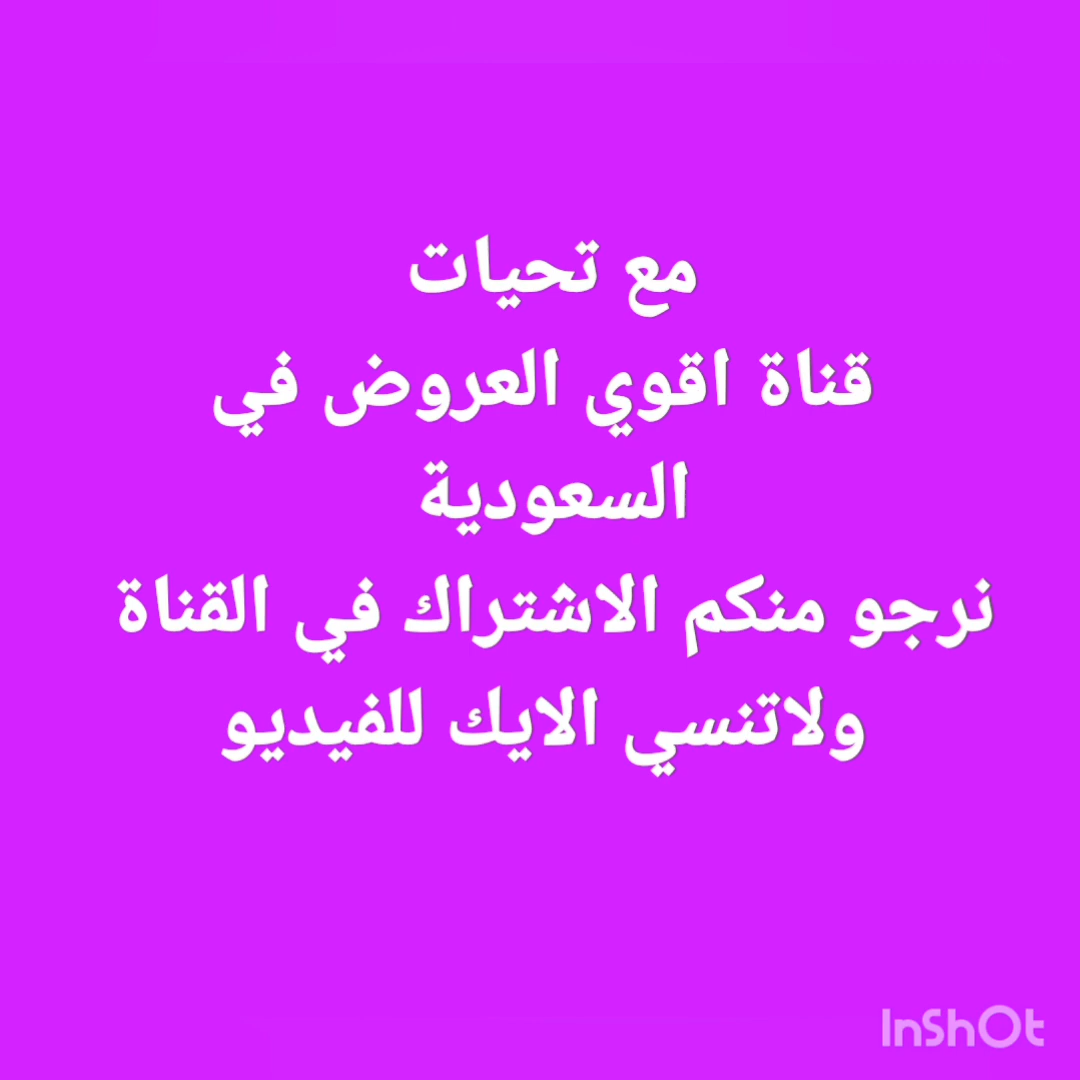 مع تحيات
قناة اقوي العروض في
السعودية
نرجو منكم الاشتراك في القناة
ولاتنسي الايك للفيديو
InShOt